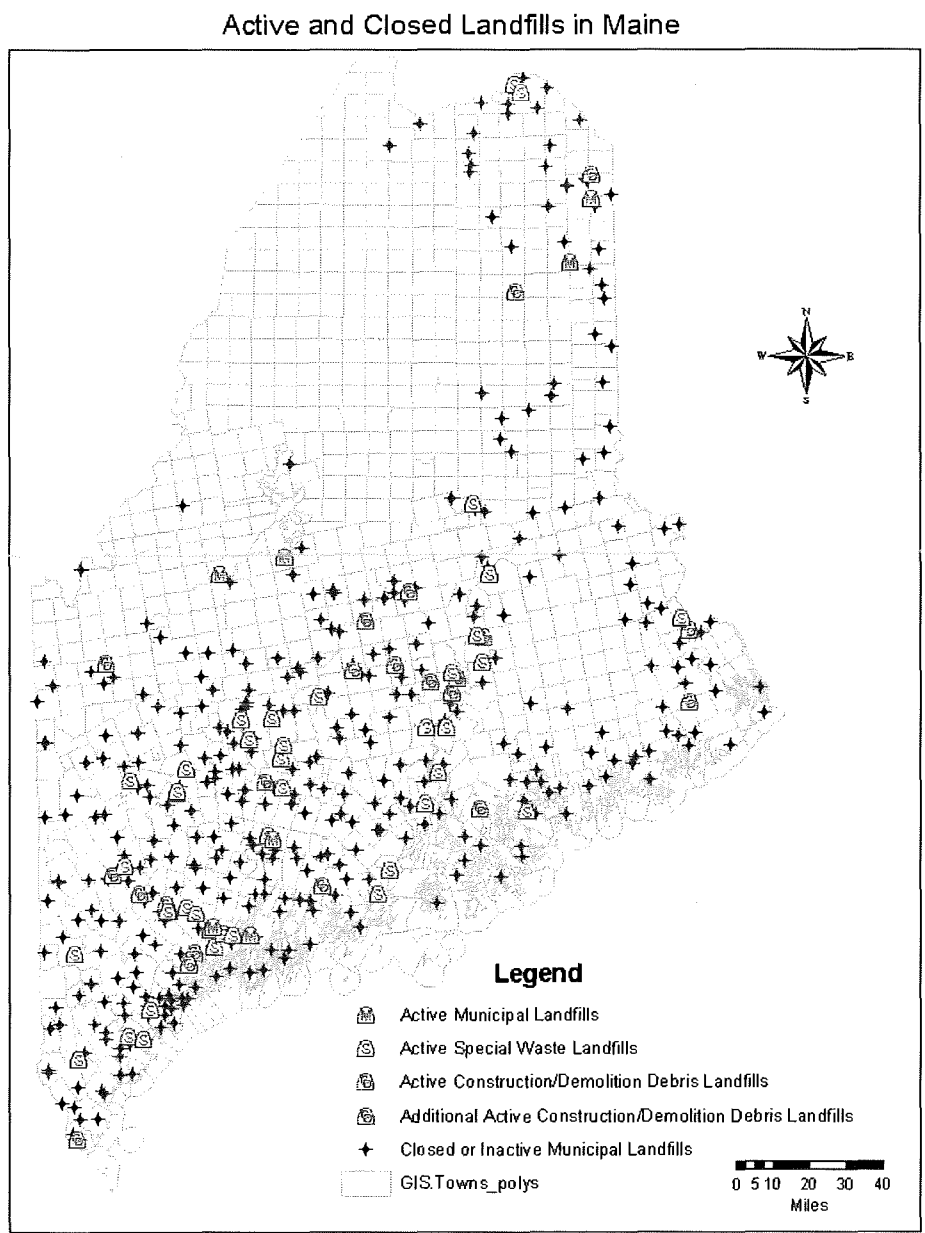 Active and Closed Landfills in Maine
N
W E
S
Legend
M Active Municipal Landfills
S Active Special Waste Landfills
C Active Construction/Demolition Debris Landfills
C Additional Active Construction/Demolition Debris Landfills
Closed or Inactive Municipal Landfills
GIS.Towns_polys
0 5 10 20 30 40
Miles